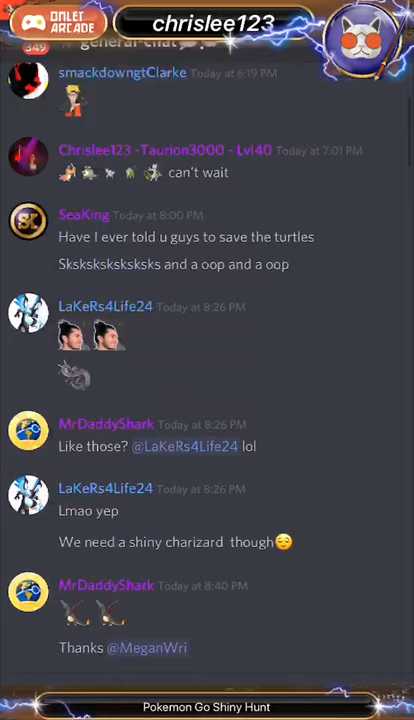 OMLET
ARCADE
chrislee123
349
general-chat
smackdowngtClarke Today at 6:19 PM
Chrislee123 -Taurion3000 - Lvl40 Today at 7:01 PM
can't wait
SeaKing Today at 8:00 PM
Have I ever told u guys to save the turtles
Sksksksksksksks and a oop and a oop
LaKeRs4Life24 Today at 8:26 PM
MrDaddyShark Today at 8:26 PM
Like those? @LaKeRs4Life24 lol
LaKeRs4Life24 Today at 8:26 PM
Lmao yep
We need a shiny charizard though
MrDaddyShark Today at 8:40 PM
Thanks @MeganWri
Pokemon Go Shiny Hunt